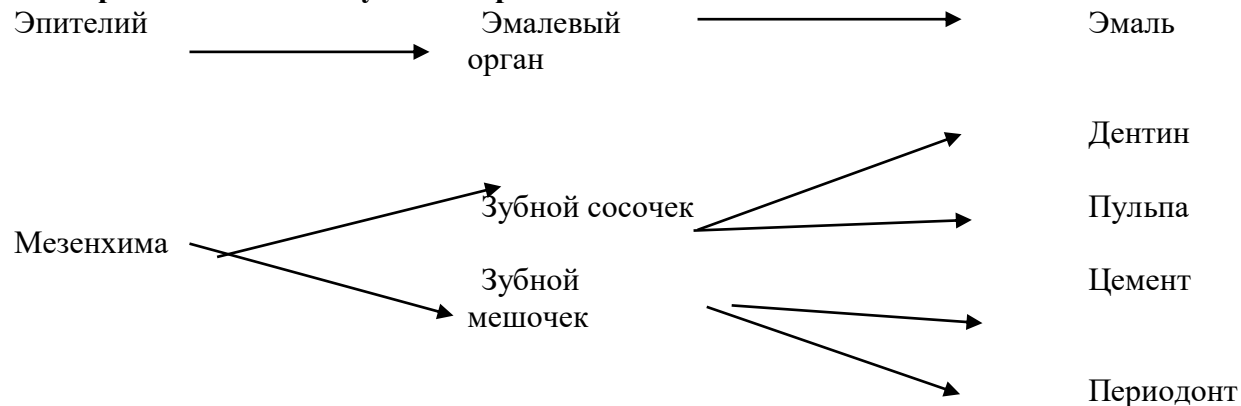 Эпителий Эмалевый орган Эмаль
Дентин
Зубной сосочек Пульпа
Мезенхима
Зубной мешочек Цемент
Периодонт